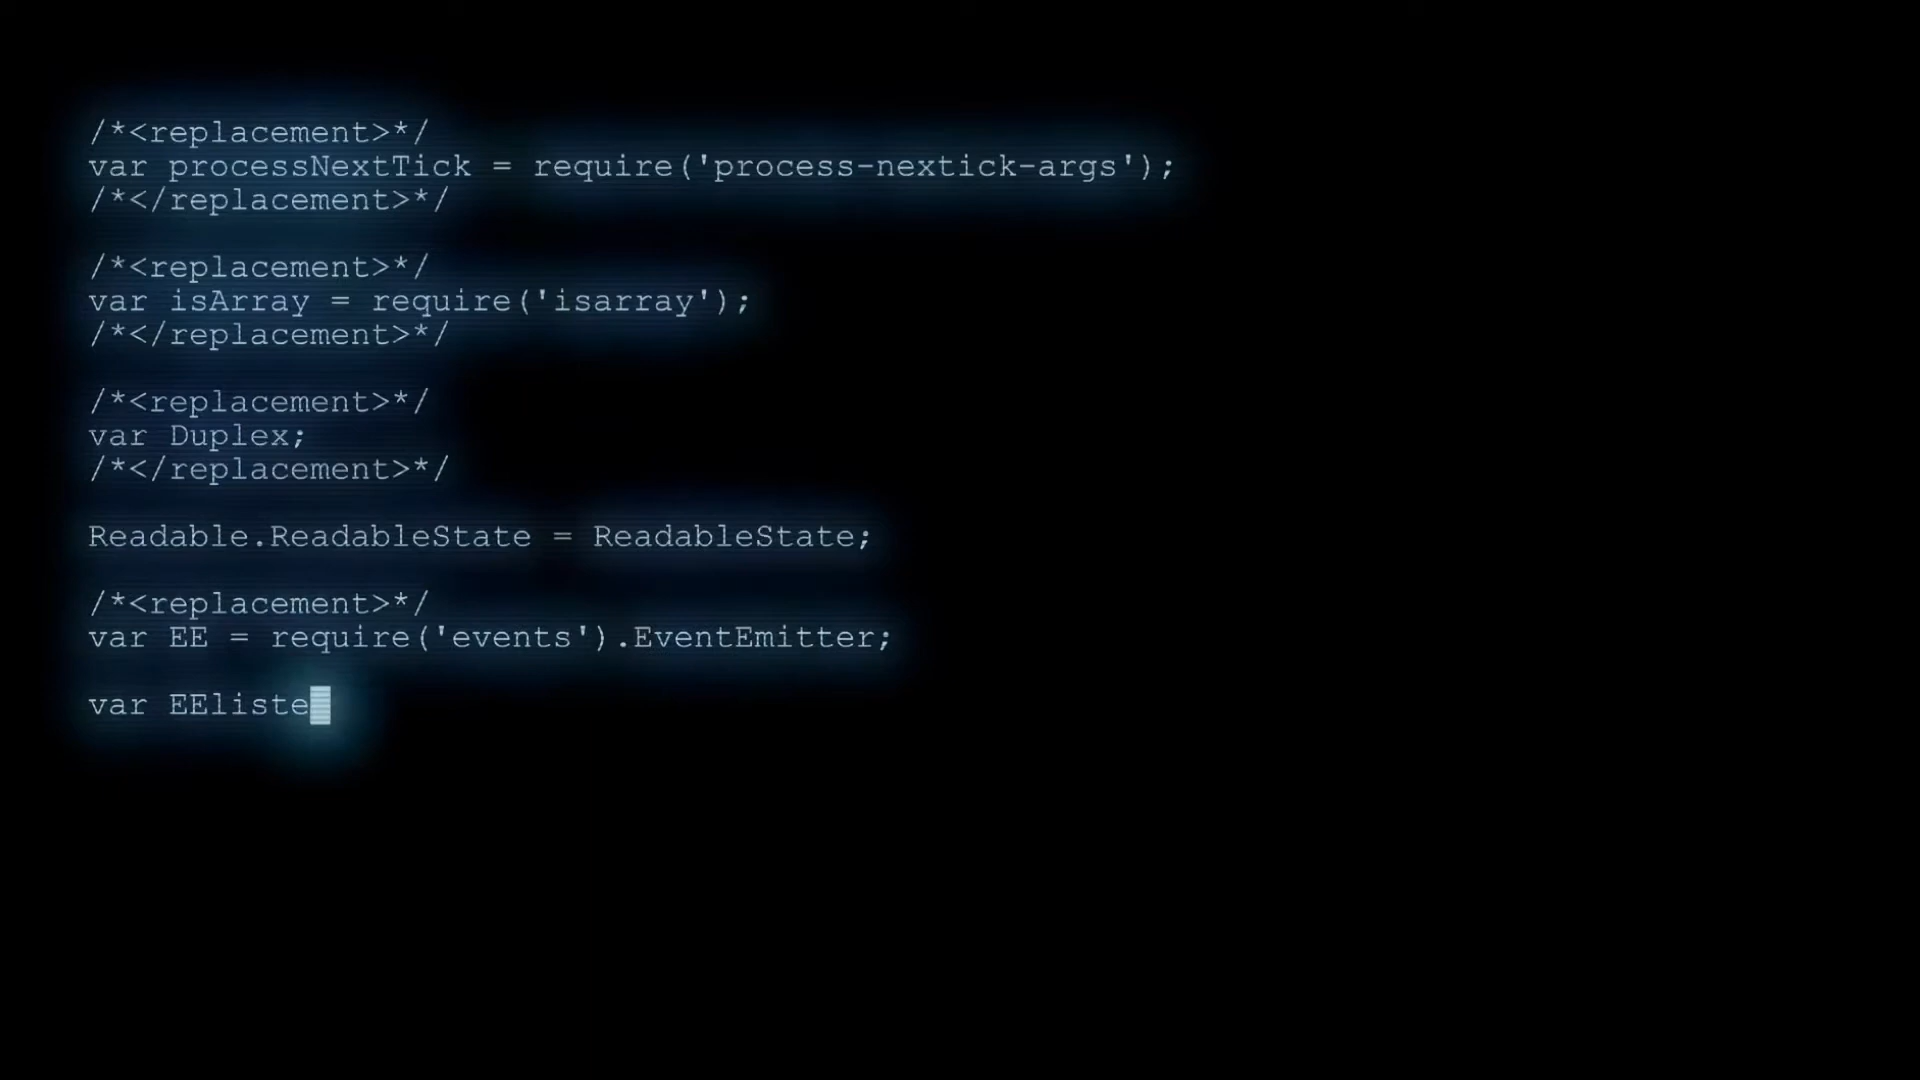 /*<replacement>*/
var processNextTick = require('process-nextick-args');
/*</replacement>*/
/*<replacement>*/
var isArray = require('isarray');
/*</replacement>*/
/*<replacement>*/
var Duplex;
/*</replacement>*/
Readable.ReadableState = ReadableState;
/*<replacement>*/
var EE = require('events').EventEmitter;
var EEliste